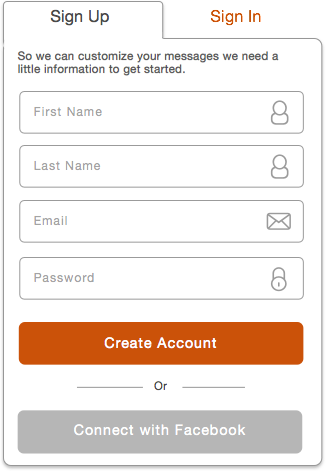 Sign Up
Sign In
So we can customize your messages we need a
little information to get started.
First Name
Last Name
Email
Password
Create Account
Or
Connect with Facebook